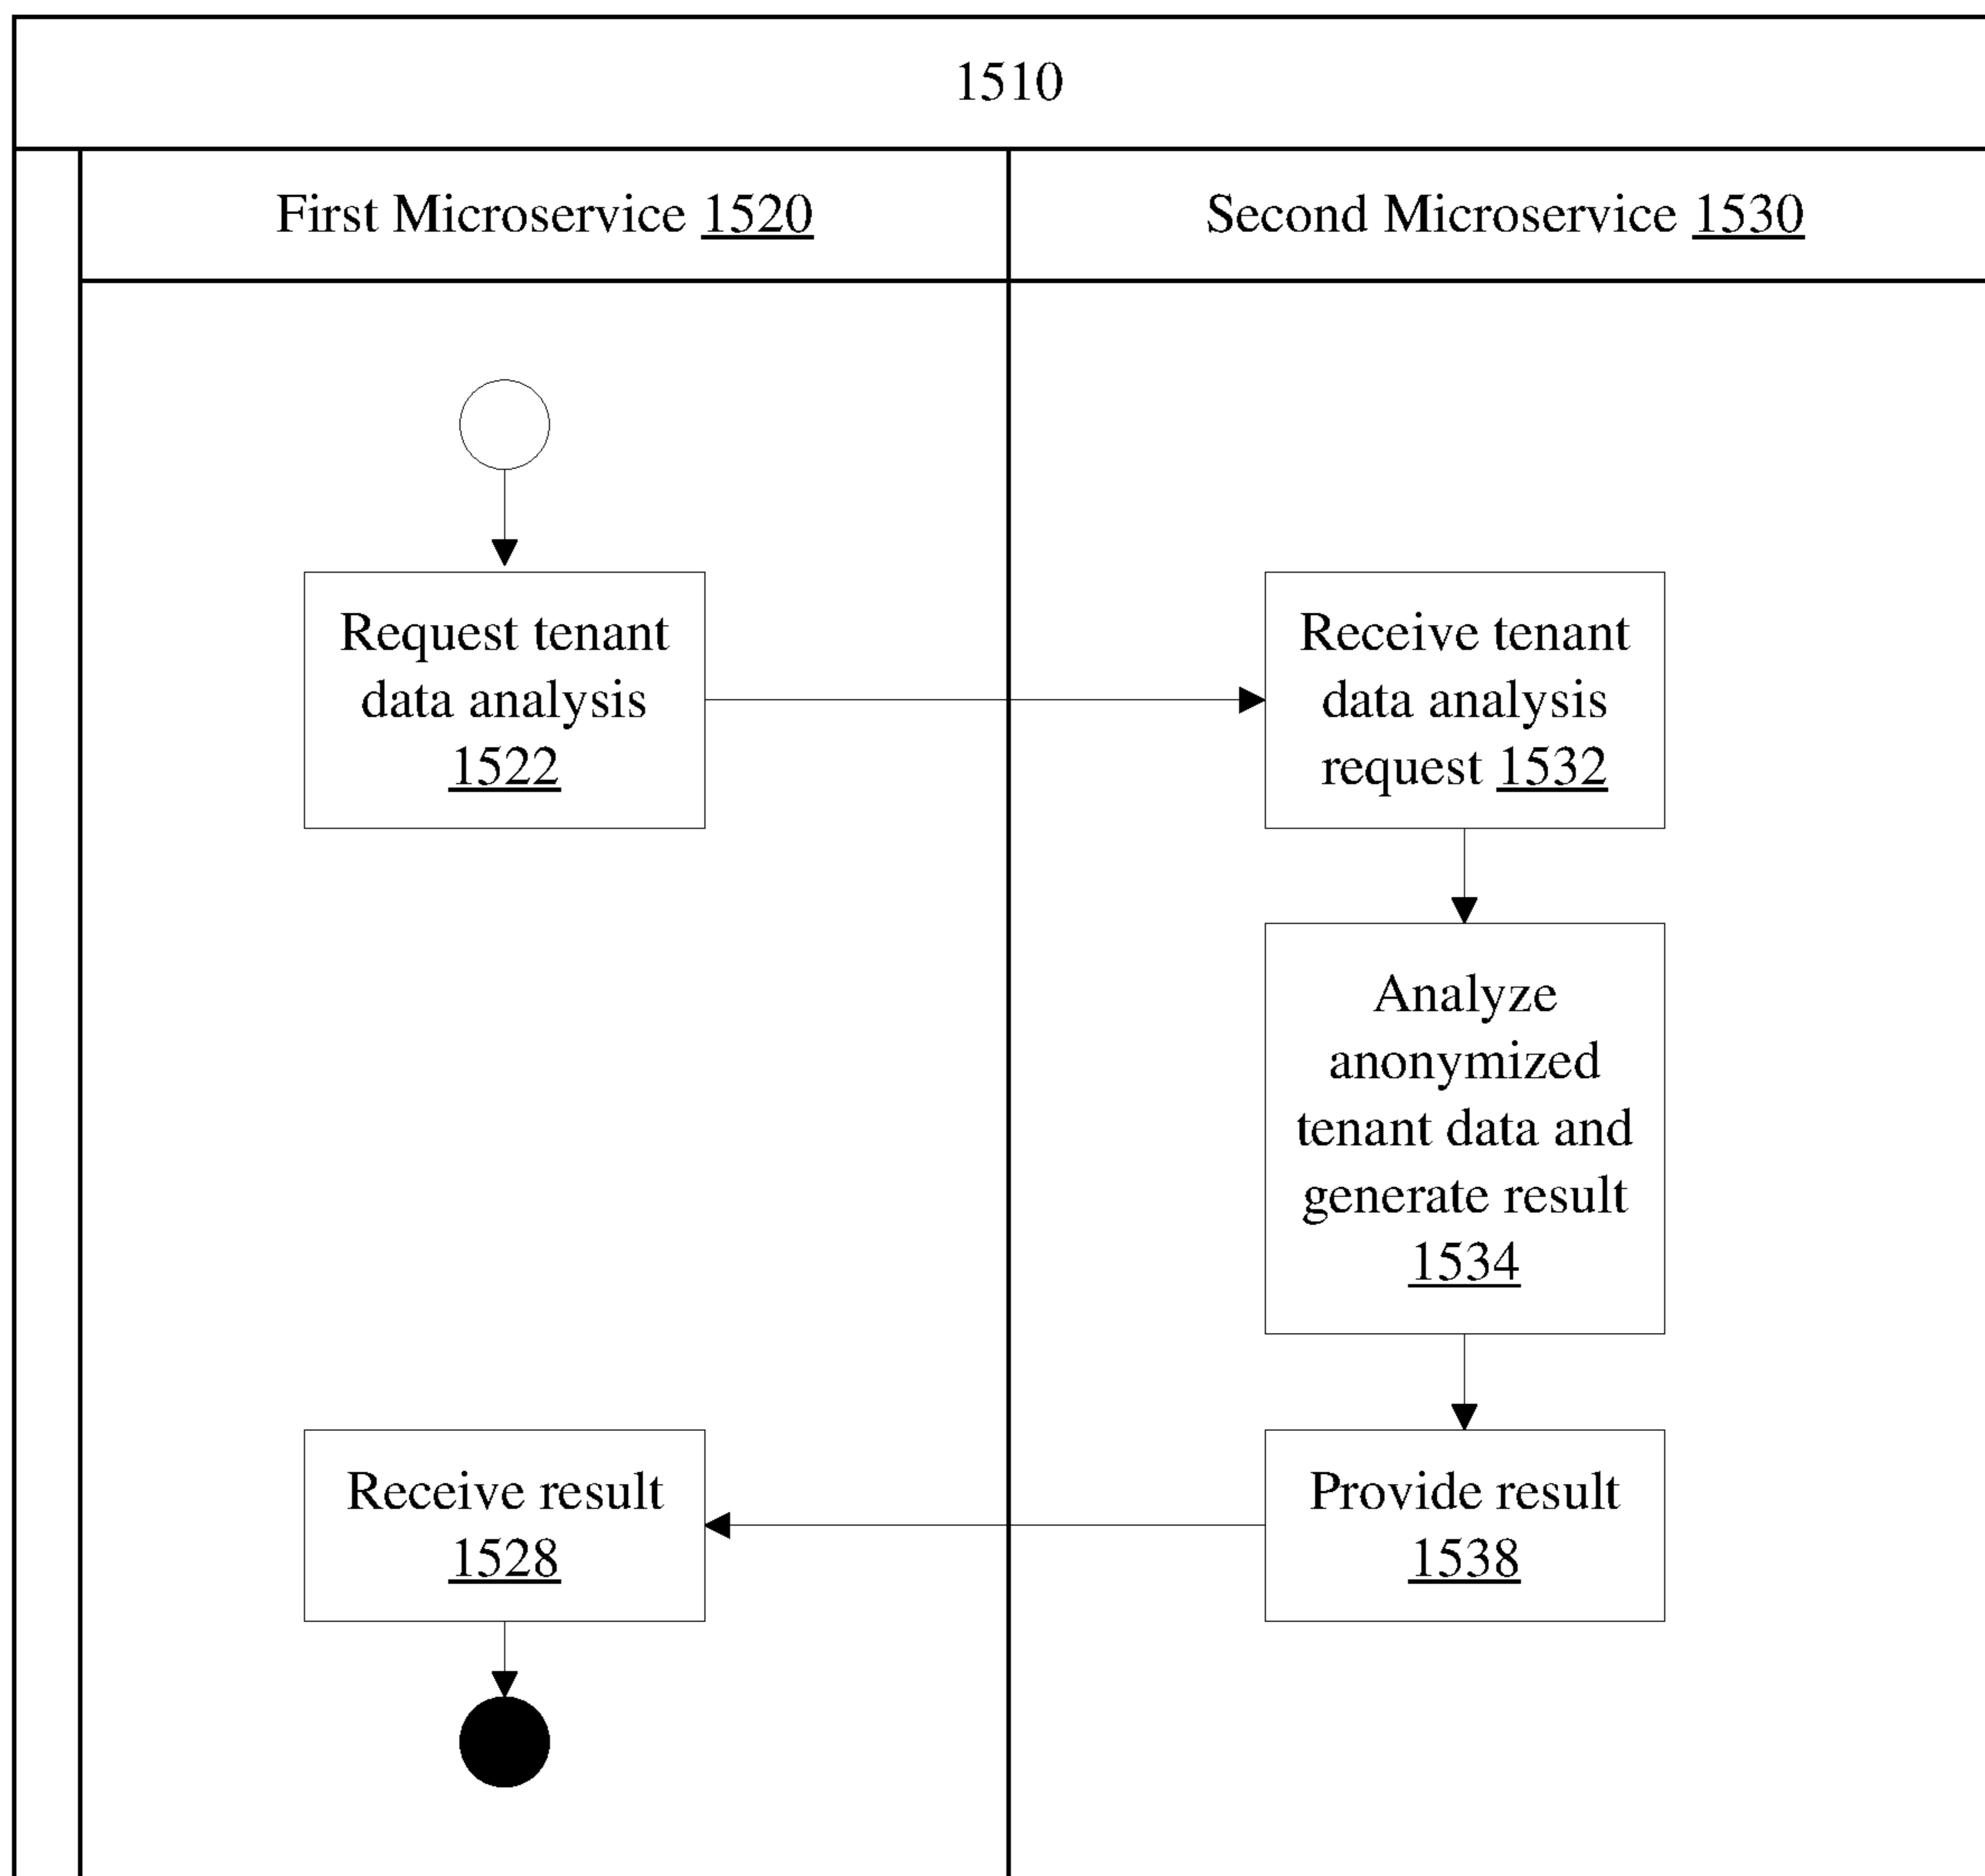 1510
First Microservice 1520
Second Microservice 1530
Request tenant
data analysis
1522
Receive tenant
data analysis
request 1532
Analyze
anonymized
tenant data and
generate result
1534
Receive result
1528
Provide result
1538